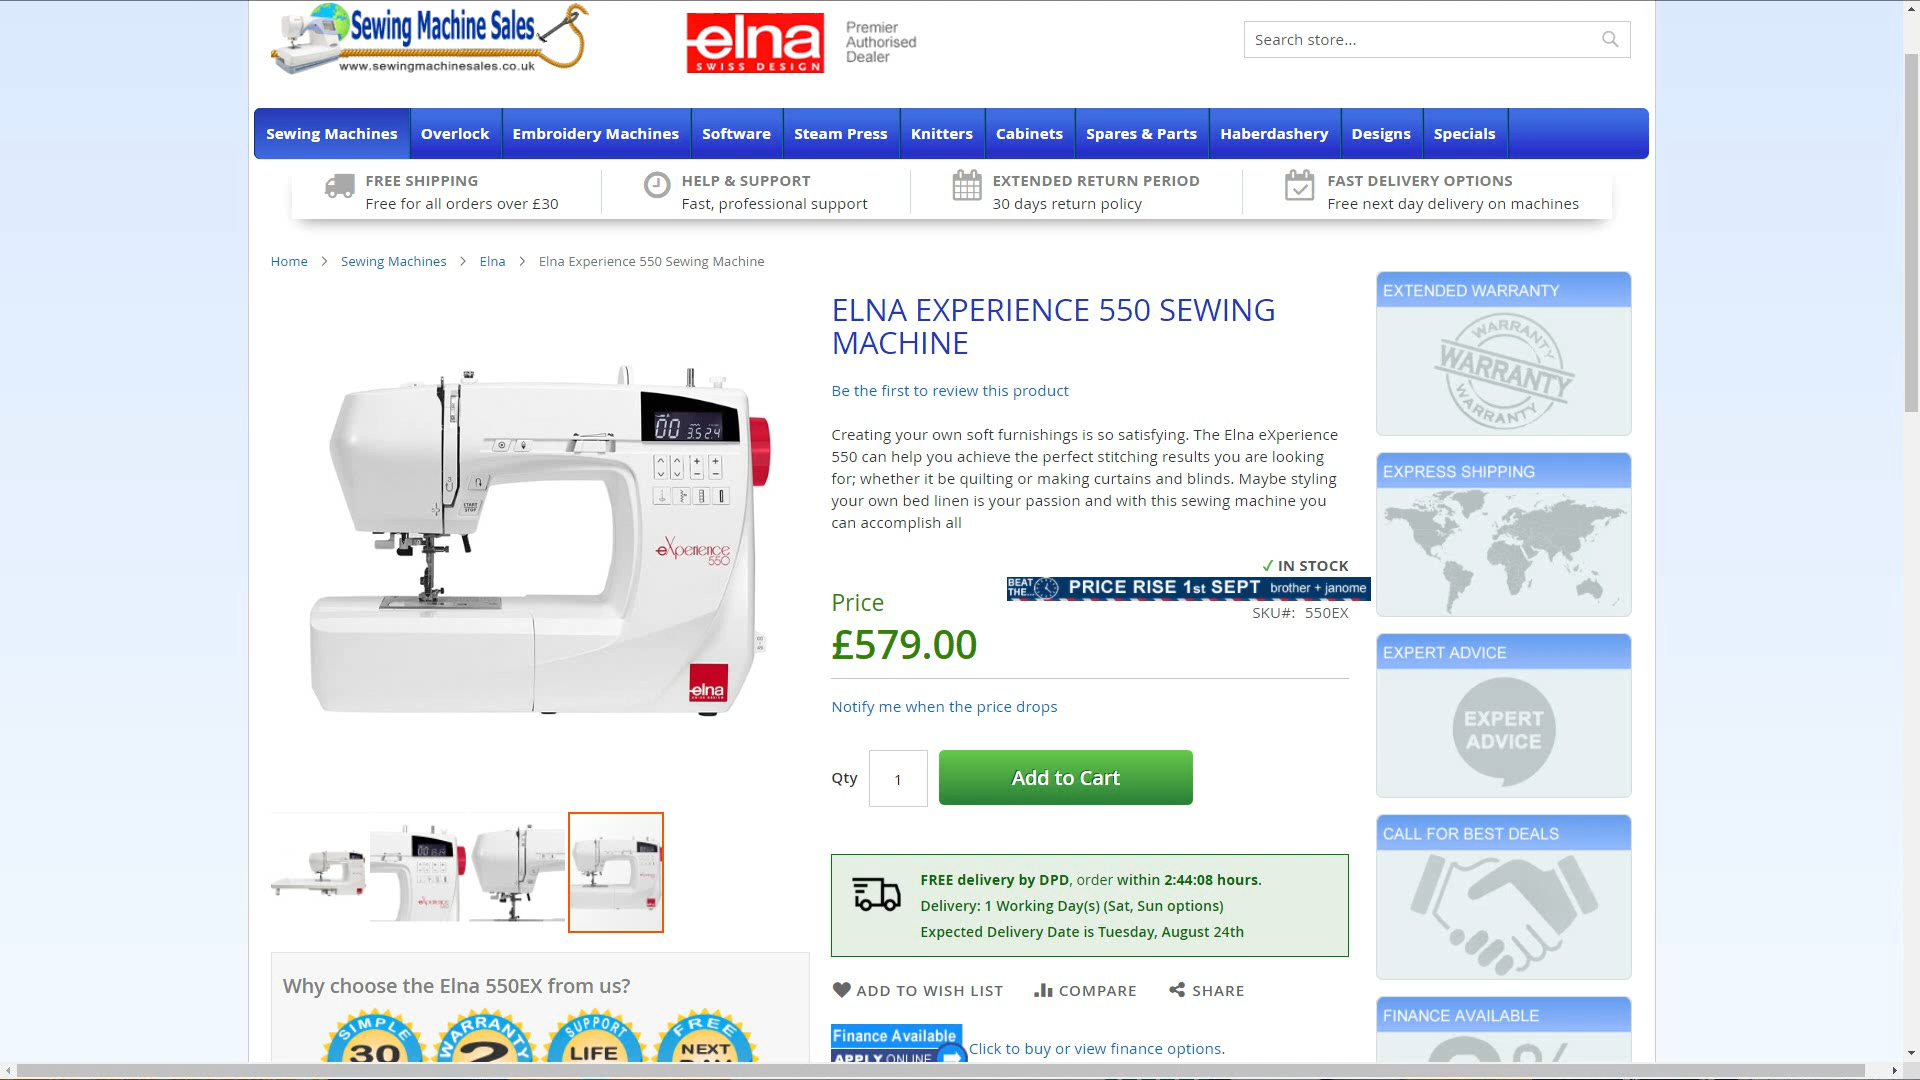 Sewing Machine Sales
www.sewingmachinesales.co.uk
elna
SWISS DESIGN
Premier
Authorised
Dealer
Search store...
Sewing Machines
Overlock
Embroidery Machines
Software
Steam Press
Knitters
Cabinets
Spares & Parts
Haberdashery
Designs
Specials
FREE SHIPPING
Free for all orders over £30
HELP & SUPPORT
Fast, professional support
EXTENDED RETURN PERIOD
30 days return policy
FAST DELIVERY OPTIONS
Free next day delivery on machines
Home > Sewing Machines > Elna > Elna Experience 550 Sewing Machine
00 3.5 2.4
START
STOP
eXperience
550
elna
ELNA EXPERIENCE 550 SEWING
MACHINE
Be the first to review this product
Creating your own soft furnishings is so satisfying. The Elna eXperience
550 can help you achieve the perfect stitching results you are looking
for; whether it be quilting or making curtains and blinds. Maybe styling
your own bed linen is your passion and with this sewing machine you
can accomplish all
✓ IN STOCK
BEAT
THE...
PRICE RISE 1st SEPT brother + janome
SKU#: 550EX
Price
£579.00
Notify me when the price drops
Qty
1
Add to Cart
FREE delivery by DPD, order within 2:44:08 hours.
Delivery: 1 Working Day(s) (Sat, Sun options)
Expected Delivery Date is Tuesday, August 24th
ADD TO WISH LIST
COMPARE
SHARE
Finance Available
APPLY ONLINE
Click to buy or view finance options.
Why choose the Elna 550EX from us?
SIMPLE
30
WARRANTY
2
SUPPORT
LIFE
FREE
NEXT
DAY
EXTENDED WARRANTY
WARRANTY
WARRANTY
WARRANTY
EXPRESS SHIPPING
EXPERT ADVICE
EXPERT
ADVICE
CALL FOR BEST DEALS
FINANCE AVAILABLE
0%